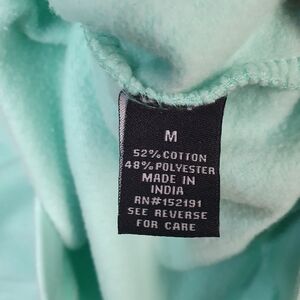 M
52% COTTON
48% POLYESTER
MADE IN
INDIA
RN#152191
SEE REVERSE
FOR CARE